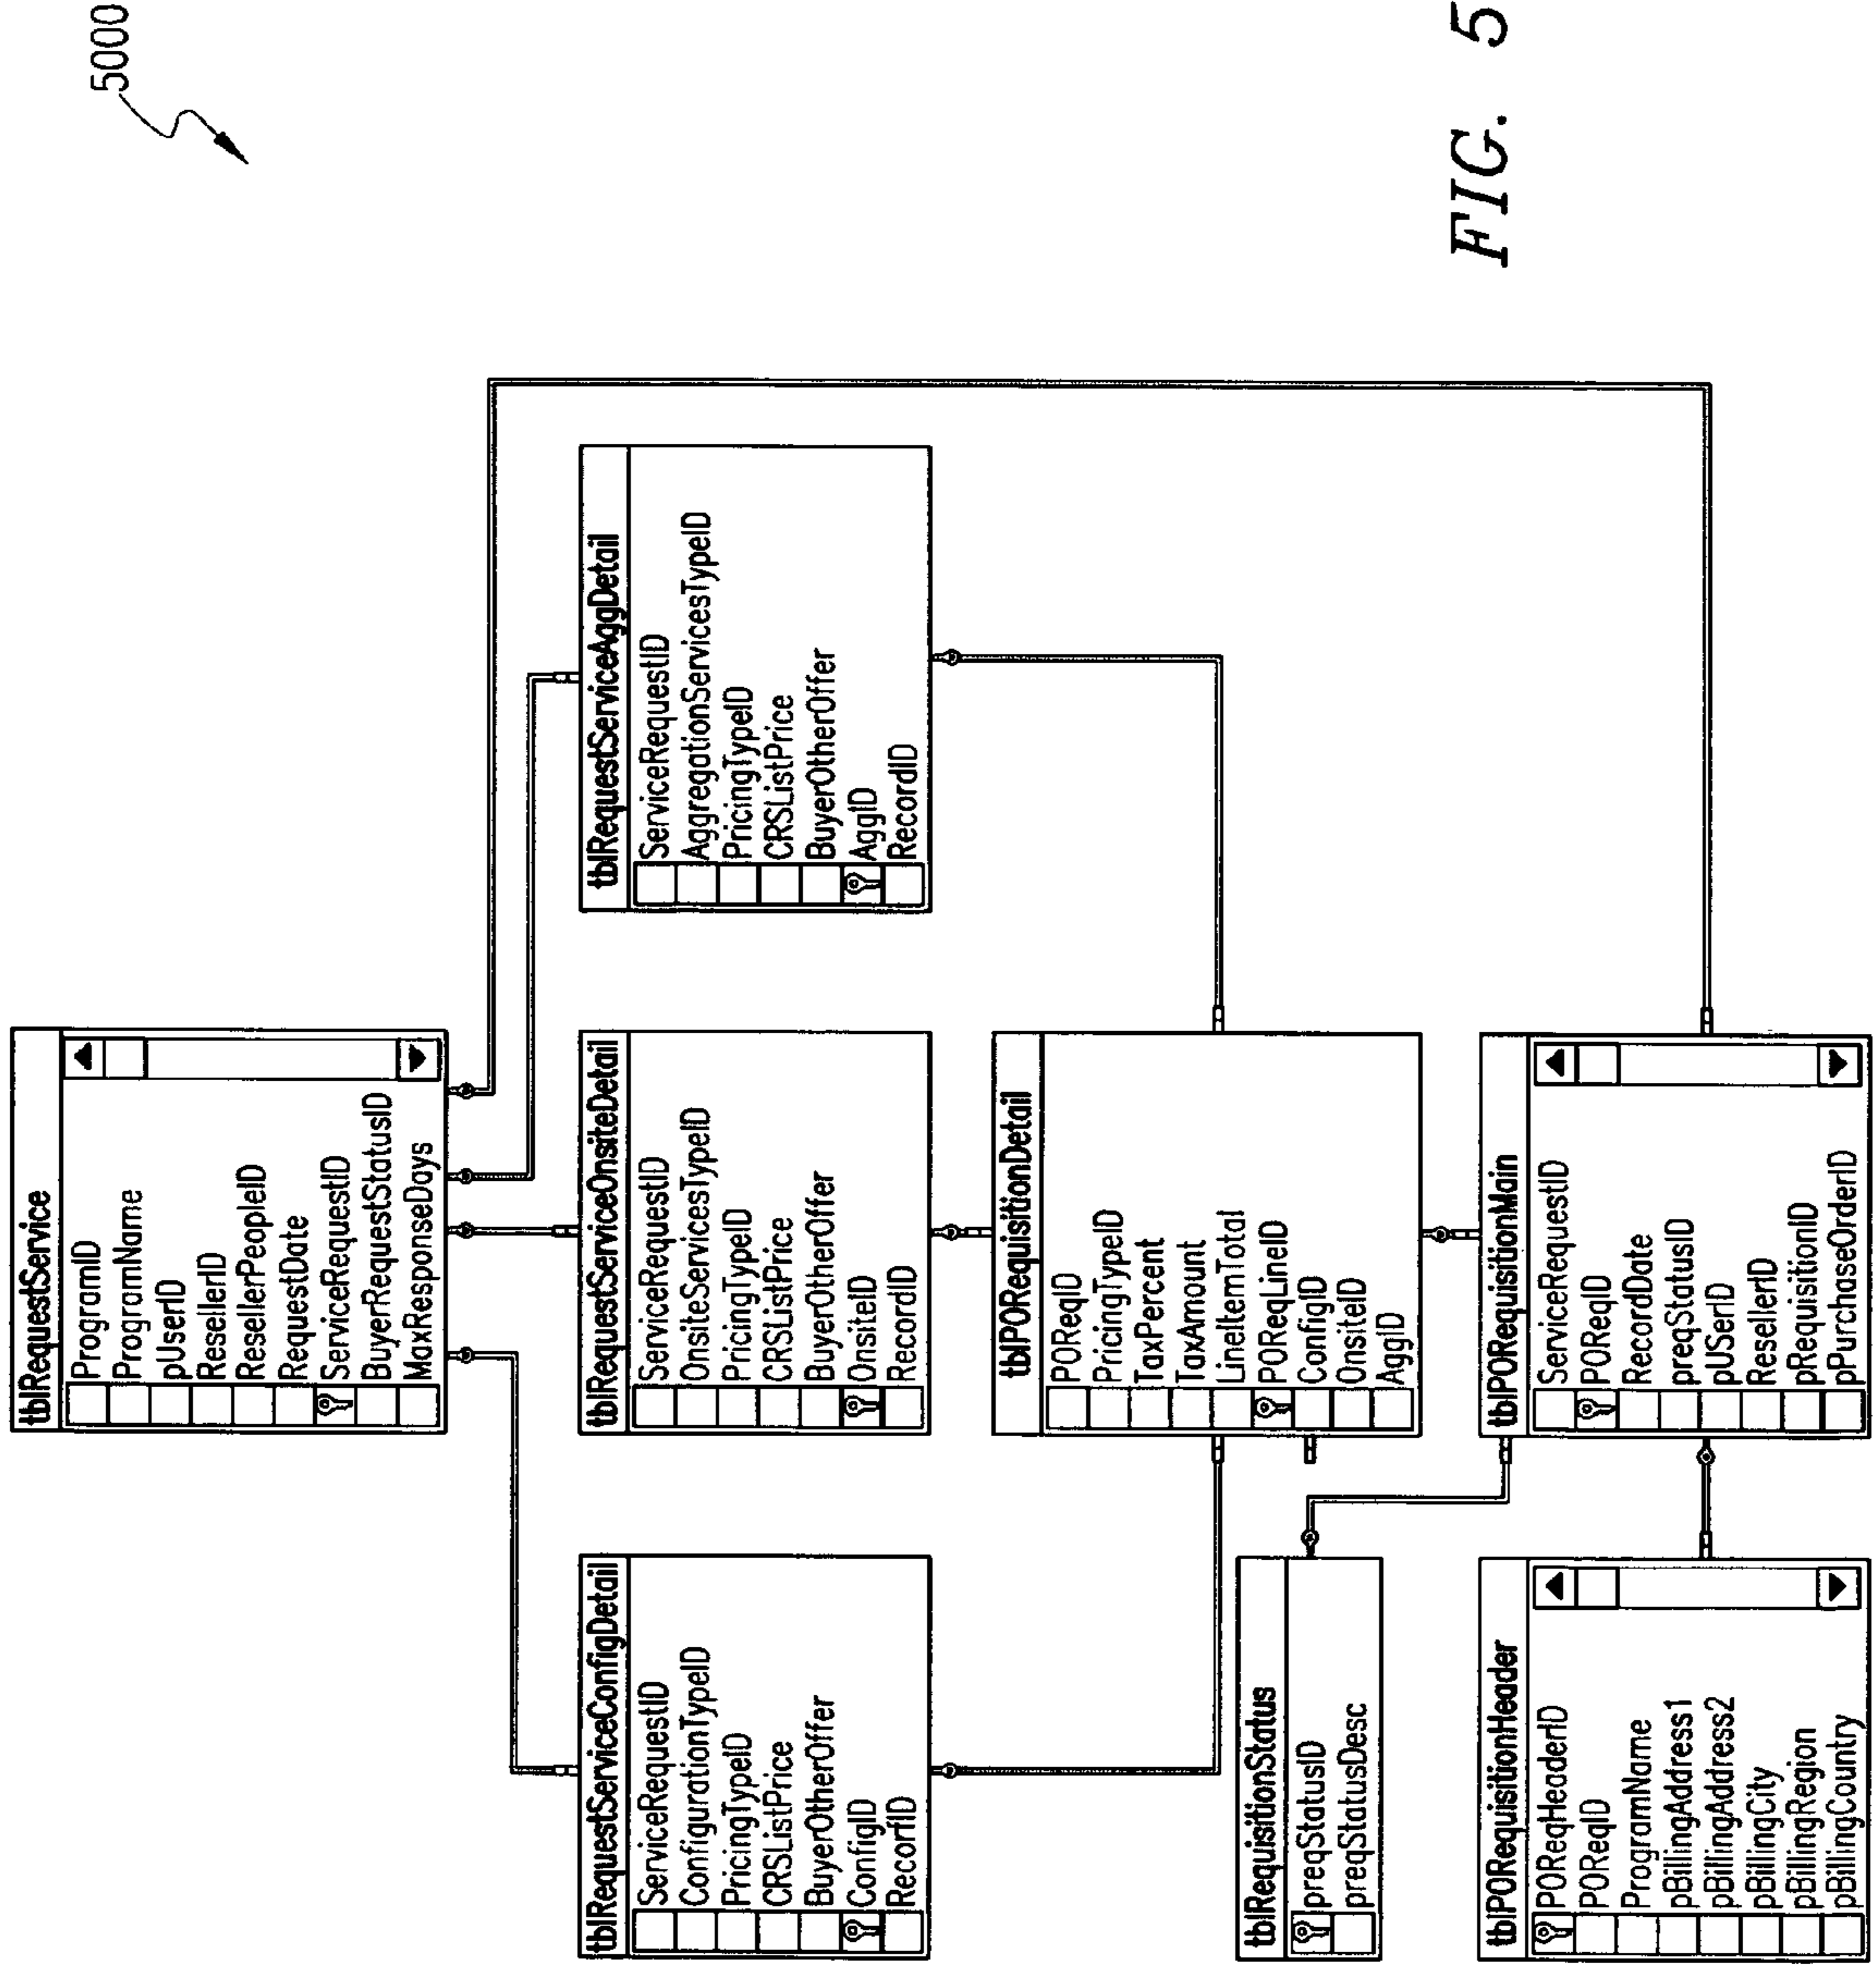 5000
tblRequestService
ProgramID
ProgramName
pUserID
ResellerID
ResellerPeopleID
RequestDate
ServiceRequestID
BuyerRequestStatusID
MaxResponseDays
tblRequestServiceConfigDetail
ServiceRequestID
ConfigurationTypeID
PricingTypeID
CRSListPrice
BuyerOtherOffer
ConfigID
RecorfID
tblRequestServiceOnsiteDetail
ServiceRequestID
OnsiteServicesTypeID
PricingTypeID
CRSListPrice
BuyerOtherOffer
OnsiteID
RecordID
tblRequestServiceAggDetail
ServiceRequestID
AggregationServicesTypeID
PricingTypeID
CRSListPrice
BuyerOtherOffer
AggID
RecordID
tblPORequisitionDetail
POReqID
PricingTypeID
TaxPercent
TaxAmount
LineItemTotal
POReqLineID
ConfigID
OnsiteID
AggID
tblRequisitionStatus
preqStatusID
preqStatusDesc
tblPORequisitionHeader
POReqHeaderID
POReqID
ProgramName
pBillingAddress1
pBillingAddress2
pBillingCity
pBillingRegion
pBillingCountry
tblPORequisitionMain
ServiceRequestID
POReqID
RecordDate
preqStatusID
pUSerID
ResellerID
pRequisitionID
pPurchaseOrderID
FIG. 5